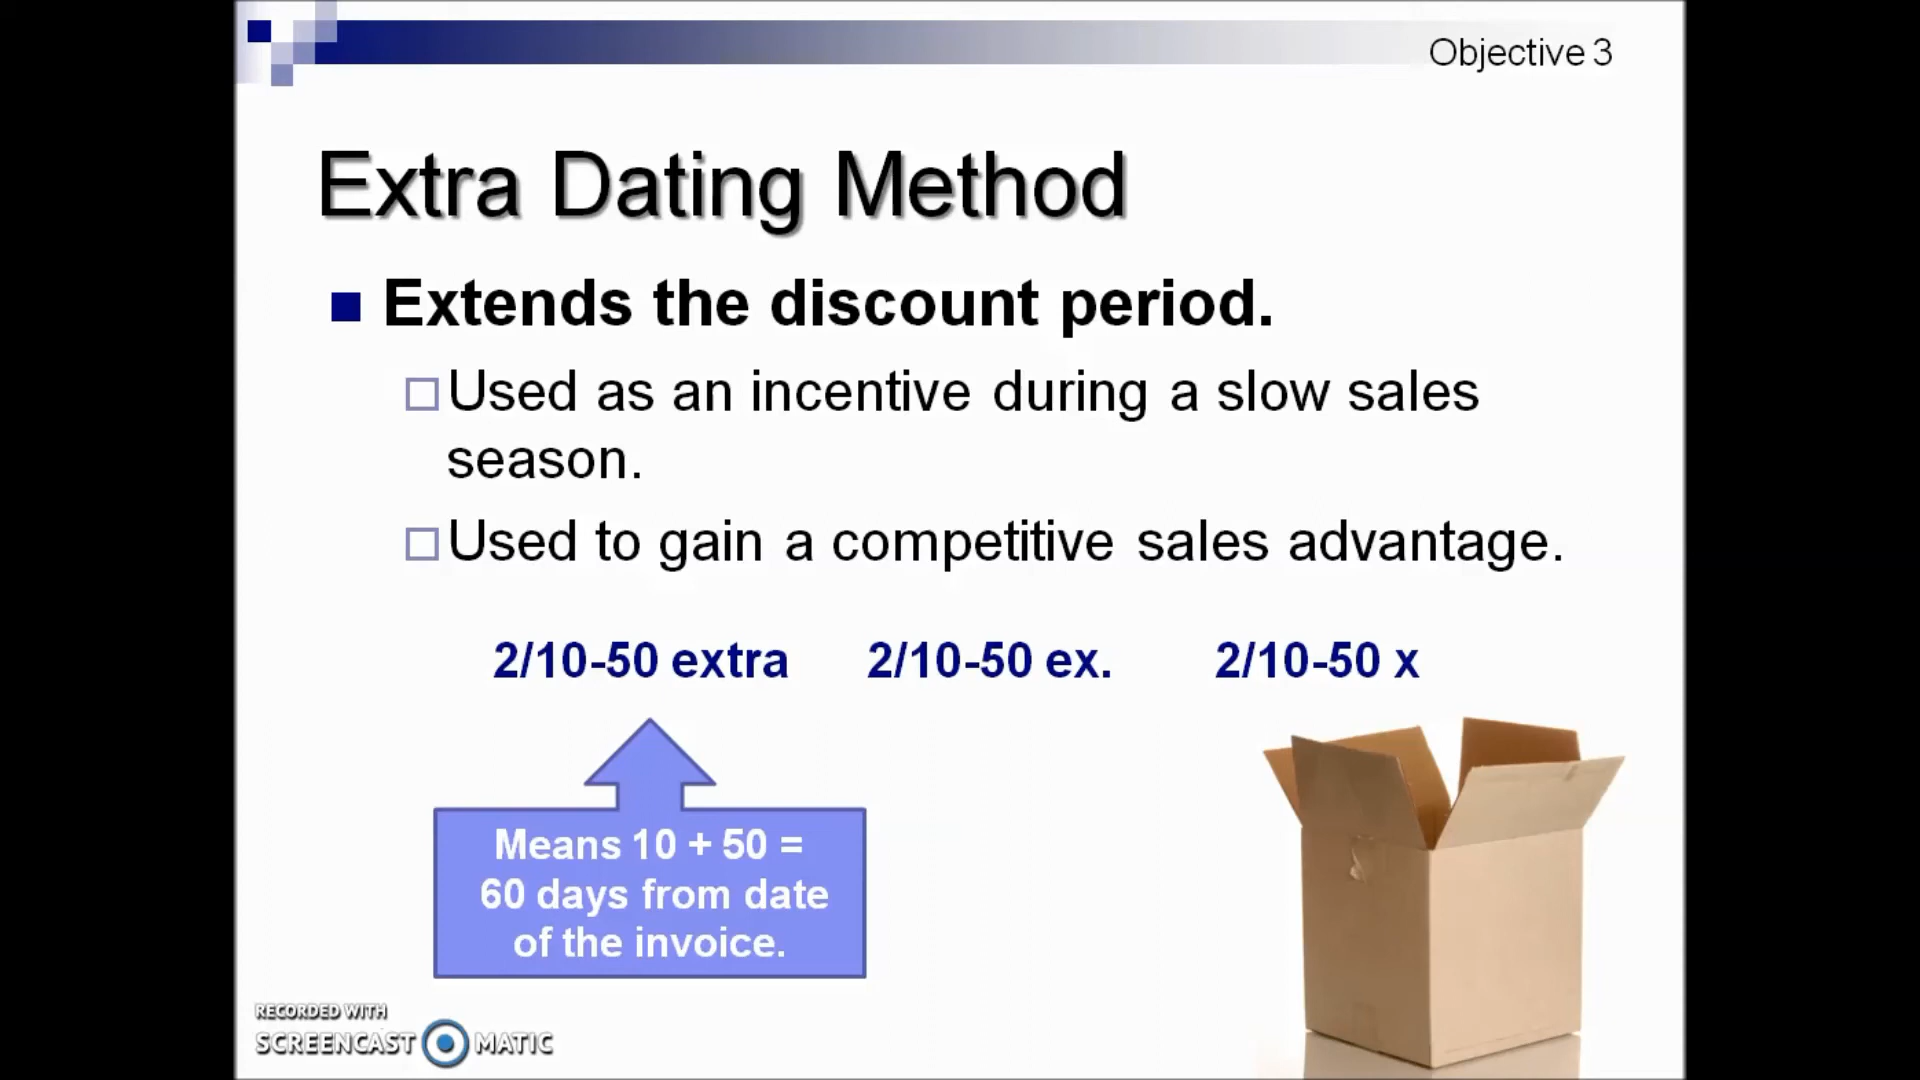 Objective 3
Extra Dating Method
Extends the discount period.
Used as an incentive during a slow sales
season.
Used to gain a competitive sales advantage.
2/10-50 extra 2/10-50 ex. 2/10-50 x
Means 10 + 50 =
60 days from date
of the invoice.
RECORDED WITH
SCREENCAST MATIC